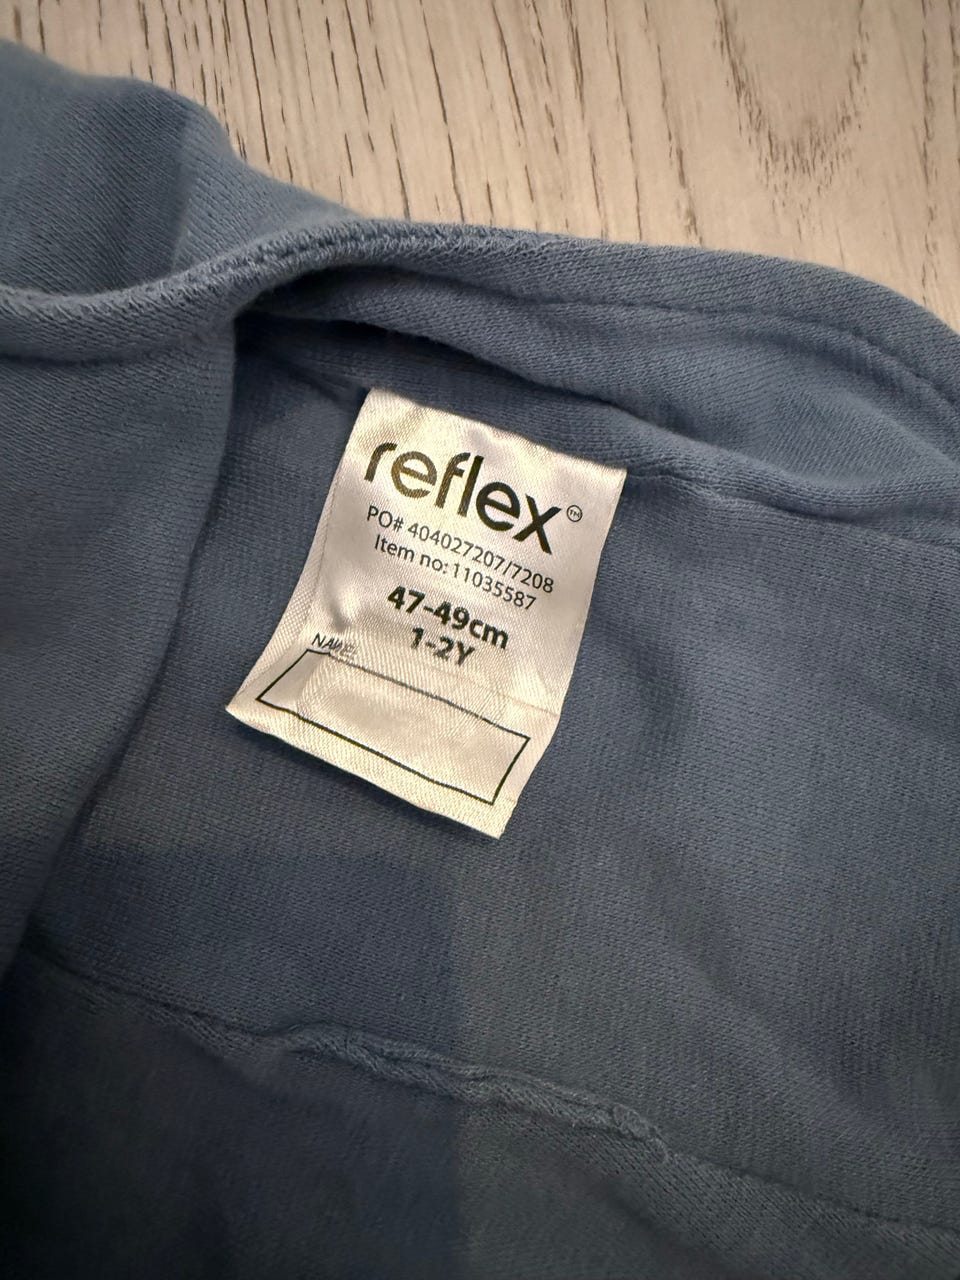 reflex™
PO# 404027207/7208
Item no:11035587
47-49cm
1-2Y
NAME: